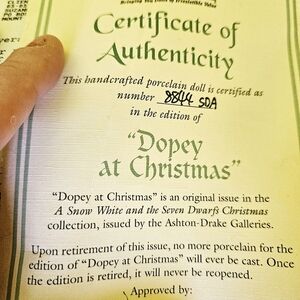 Certificate of
Authenticity
This handcrafted porcelain doll is certified as
number 8844 SDA
in the edition of
"Dopey
at Christmas"
"Dopey at Christmas" is an original issue in the
A Snow White and the Seven Dwarfs Christmas
collection, issued by the Ashton-Drake Galleries.
Upon retirement of this issue, no more porcelain for the
edition of "Dopey at Christmas" will ever be cast. Once
the edition is retired, it will never be reopened.
Approved by: